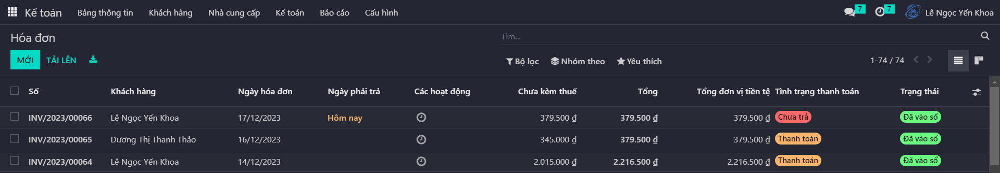 Kế toán Bảng thông tin Khách hàng Nhà cung cấp Kế toán Báo cáo Cấu hình 7 7 Lê Ngọc Yến Khoa
Hóa đơn Tìm...
MỚI TẢI LÊN Bộ lọc Nhóm theo Yêu thích 1-74 / 74
Số Khách hàng Ngày hóa đơn Ngày phải trả Các hoạt động Chưa kèm thuế Tổng Tổng đơn vị tiền tệ Tình trạng thanh toán Trạng thái
INV/2023/00066 Lê Ngọc Yến Khoa 17/12/2023 Hôm nay 379.500 ₫ 379.500 ₫ 379.500 ₫ Chưa trả Đã vào sổ
INV/2023/00065 Dương Thị Thanh Thảo 16/12/2023 345.000 ₫ 379.500 ₫ 379.500 ₫ Thanh toán Đã vào sổ
INV/2023/00064 Lê Ngọc Yến Khoa 14/12/2023 2.015.000 ₫ 2.216.500 ₫ 2.216.500 ₫ Thanh toán Đã vào sổ